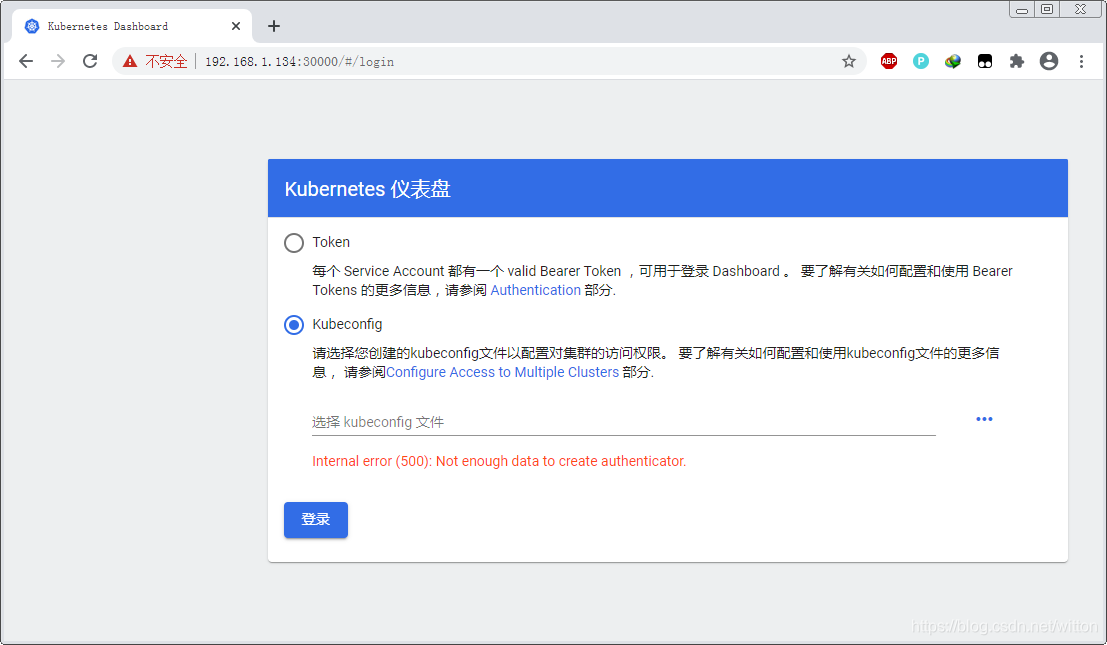 Kubernetes Dashboard
不安全
192.168.1.134:30000/#/login
ABP
P
Kubernetes 仪表盘
Token
每个 Service Account 都有一个 valid Bearer Token ，可用于登录 Dashboard 。 要了解有关如何配置和使用 Bearer
Tokens 的更多信息，请参阅 Authentication 部分.
Kubeconfig
请选择您创建的kubeconfig文件以配置对集群的访问权限。 要了解有关如何配置和使用kubeconfig文件的更多信
息， 请参阅Configure Access to Multiple Clusters 部分.
选择 kubeconfig 文件
Internal error (500): Not enough data to create authenticator.
登录
https://blog.csdn.net/witton